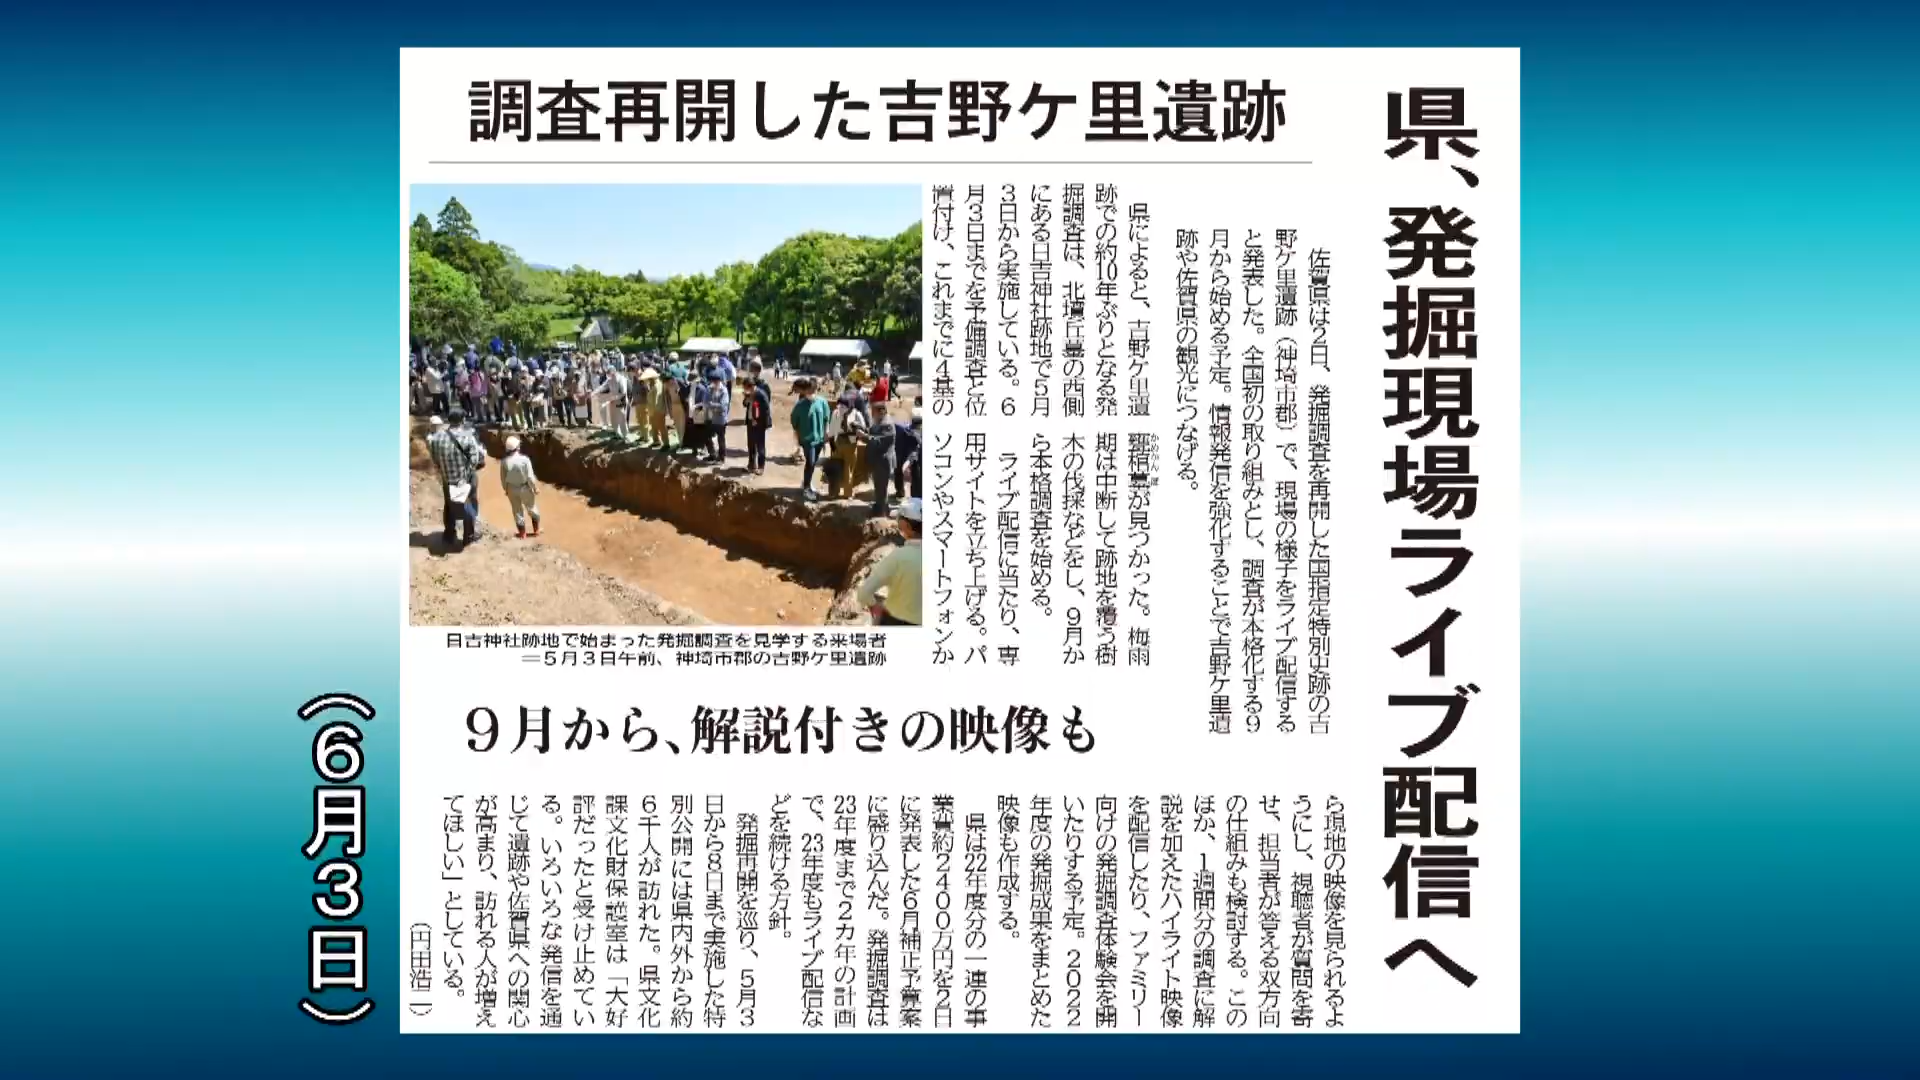 調査再開した吉野ケ里遺跡
県、発掘現場ライブ配信へ
佐賀県は2日、発掘調査を再開した国指定特別史跡の吉
野ケ里遺跡（神埼市郡）で、現場の様子をライブ配信する
と発表した。全国初の取り組みとし、調査が本格化する9
月から始める予定。情報発信を強化することで吉野ケ里遺
跡や佐賀県の観光につなげる。
県によると、吉野ケ里遺
跡での約10年ぶりとなる発
掘調査は、北墳丘墓の西側
にある日吉神社跡地で5月
3日から実施している。6
月3日までを予備調査と位
置付け、これまでに4基の
甕棺墓が見つかった。梅雨
かめかんぼ
期は中断して跡地を覆う樹
木の伐採などをし、9月か
ら本格調査を始める。
ライブ配信に当たり、専
用サイトを立ち上げる。パ
ソコンやスマートフォンか
日吉神社跡地で始まった発掘調査を見学する来場者
＝5月3日午前、神埼市郡の吉野ケ里遺跡
9月から、解説付きの映像も
ら現地の映像を見られるよ
うにし、視聴者が質問を寄
せ、担当者が答える双方向
の仕組みも検討する。この
ほか、1週間分の調査に解
説を加えたハイライト映像
を配信したり、ファミリー
向けの発掘調査体験会を開
いたりする予定。2022
年度の発掘成果をまとめた
映像も作成する。
県は22年度分の一連の事
業費約2400万円を2日
に発表した6月補正予算案
に盛り込んだ。発掘調査は
23年度まで2カ年の計画
で、23年度もライブ配信な
どを続ける方針。
発掘再開を巡り、5月3
日から8日まで実施した特
別公開には県内外から約
6千人が訪れた。県文化
課文化財保護室は「大好
評だったと受け止めてい
る。いろいろな発信を通
じて遺跡や佐賀県への関心
が高まり、訪れる人が増え
てほしい」としている。
（円田浩二）
（6月3日）